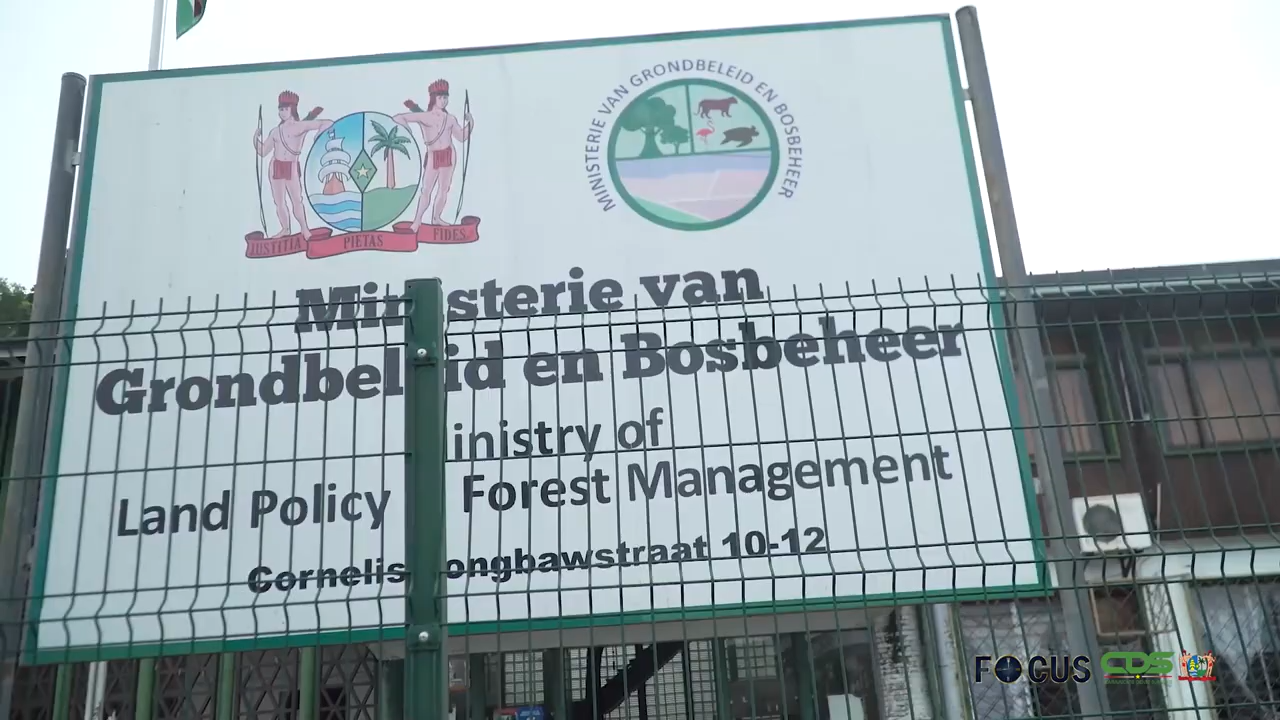 MINISTERIE VAN GRONDBELEID EN BOSBEHEER
JUSTITIA PIETAS FIDES
Ministerie van
Grondbeleid en Bosbeheer
inistry of
Land Policy Forest Management
Cornelis ongbawstraat 10-12
FOCUS CDS